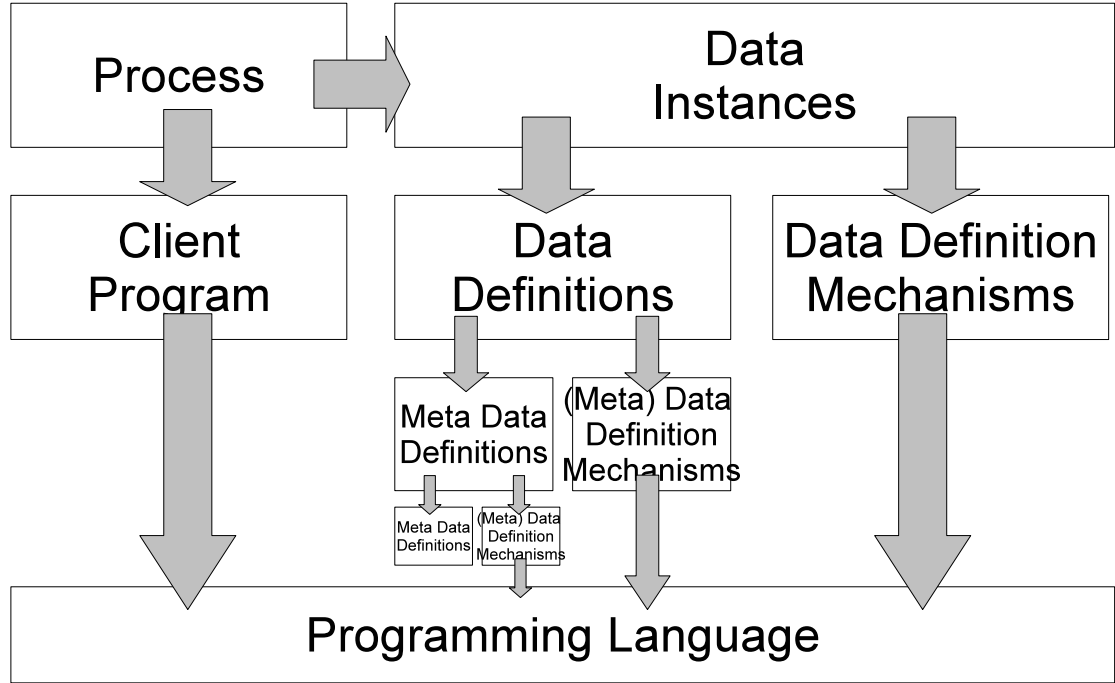 Process
Data
Instances
Client
Program
Data
Definitions
Data Definition
Mechanisms
Meta Data
Definitions
(Meta) Data
Definition
Mechanisms
Meta Data
Definitions
(Meta) Data
Definition
Mechanisms
Programming Language